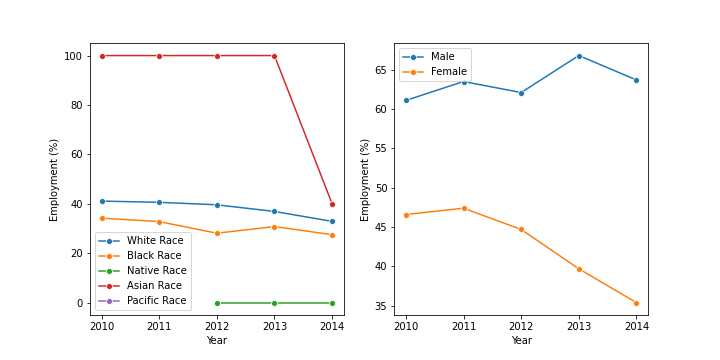 100
80
60
40
20
0
Employment (%)
White Race
Black Race
Native Race
Asian Race
Pacific Race
2010 2011 2012 2013 2014
Year
65
60
55
50
45
40
35
Employment (%)
Male
Female
2010 2011 2012 2013 2014
Year